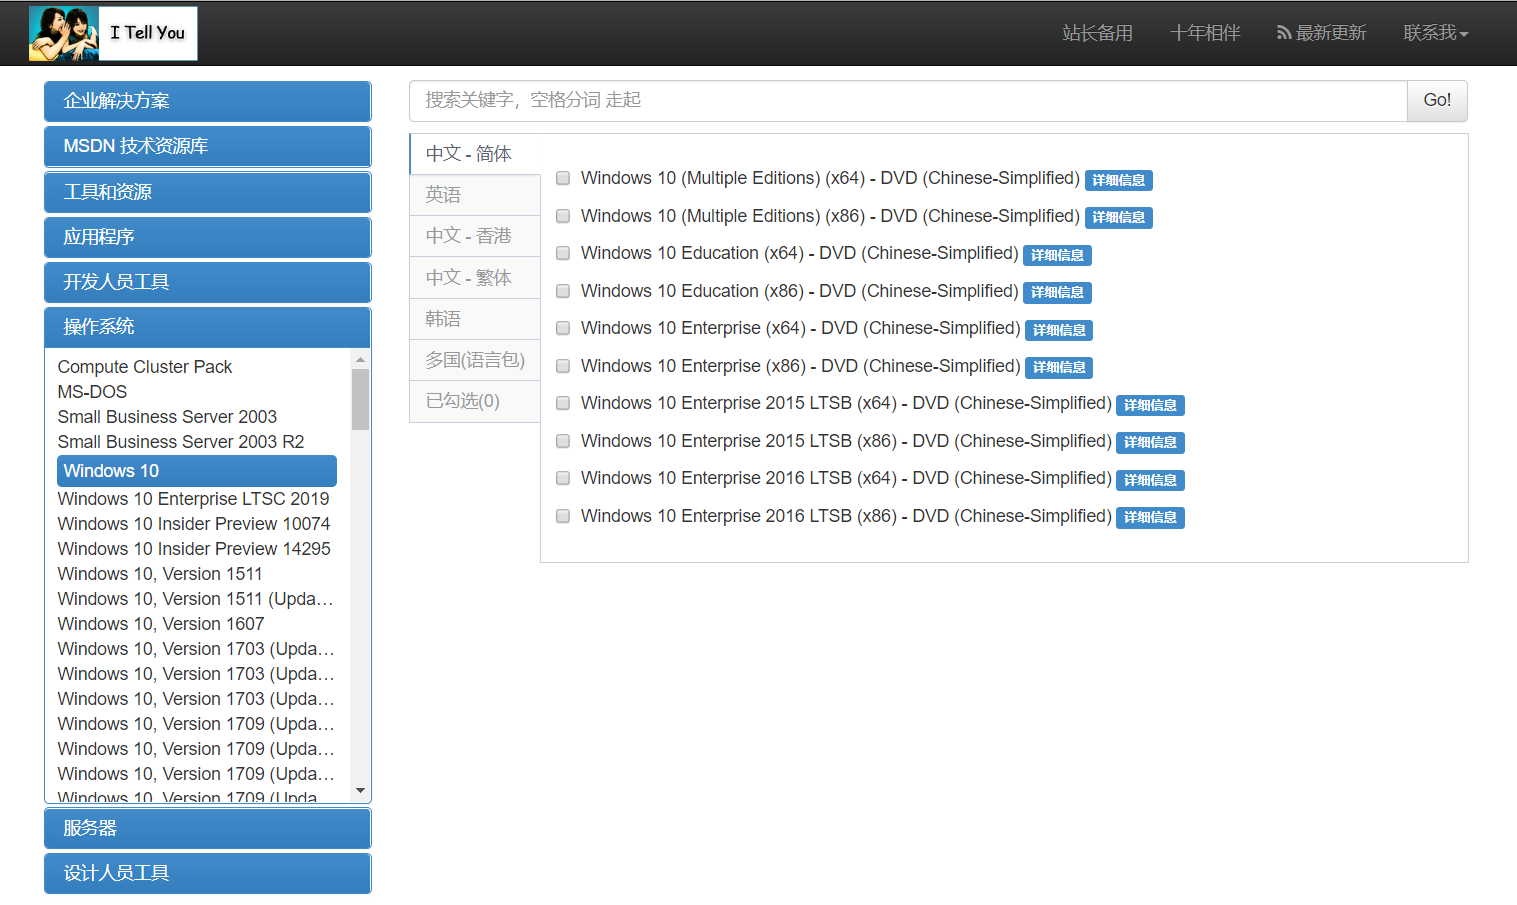 I Tell You
站长备用
十年相伴
最新更新
联系我
企业解决方案
MSDN 技术资源库
工具和资源
应用程序
开发人员工具
操作系统
Compute Cluster Pack
MS-DOS
Small Business Server 2003
Small Business Server 2003 R2
Windows 10
Windows 10 Enterprise LTSC 2019
Windows 10 Insider Preview 10074
Windows 10 Insider Preview 14295
Windows 10, Version 1511
Windows 10, Version 1511 (Upda…
Windows 10, Version 1607
Windows 10, Version 1703 (Upda…
Windows 10, Version 1703 (Upda…
Windows 10, Version 1703 (Upda…
Windows 10, Version 1709 (Upda…
Windows 10, Version 1709 (Upda…
Windows 10, Version 1709 (Upda…
Windows 10, Version 1709 (Upda
服务器
设计人员工具
搜索关键字，空格分词 走起
Go!
中文 - 简体
英语
中文 - 香港
中文 - 繁体
韩语
多国(语言包)
已勾选(0)
Windows 10 (Multiple Editions) (x64) - DVD (Chinese-Simplified) 详细信息
Windows 10 (Multiple Editions) (x86) - DVD (Chinese-Simplified) 详细信息
Windows 10 Education (x64) - DVD (Chinese-Simplified) 详细信息
Windows 10 Education (x86) - DVD (Chinese-Simplified) 详细信息
Windows 10 Enterprise (x64) - DVD (Chinese-Simplified) 详细信息
Windows 10 Enterprise (x86) - DVD (Chinese-Simplified) 详细信息
Windows 10 Enterprise 2015 LTSB (x64) - DVD (Chinese-Simplified) 详细信息
Windows 10 Enterprise 2015 LTSB (x86) - DVD (Chinese-Simplified) 详细信息
Windows 10 Enterprise 2016 LTSB (x64) - DVD (Chinese-Simplified) 详细信息
Windows 10 Enterprise 2016 LTSB (x86) - DVD (Chinese-Simplified) 详细信息